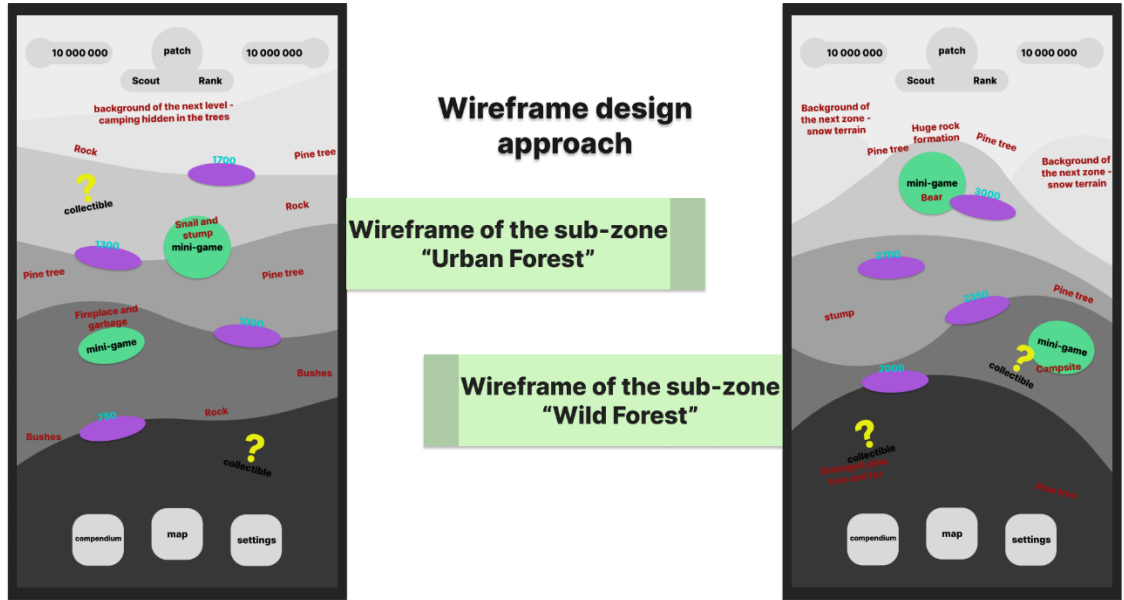 10 000 000
patch
10 000 000
Scout
Rank
background of the next level -
camping hidden in the trees
Rock
1700
Pine tree
?
collectible
Rock
Snail and
stump
mini-game
1300
Pine tree
Pine tree
Fireplace and
garbage
mini-game
1000
Bushes
750
Rock
Bushes
?
collectible
compendium
map
settings
Wireframe design
approach
Wireframe of the sub-zone
“Urban Forest”
Wireframe of the sub-zone
“Wild Forest”
10 000 000
patch
10 000 000
Scout
Rank
Background of
the next zone -
snow terrain
Huge rock
formation
Pine tree
Pine tree
Background of
the next zone -
snow terrain
mini-game
Bear
3000
2300
Pine tree
stump
mini-game
?
collectible
Campsite
2000
?
collectible
Pine tree
compendium
map
settings